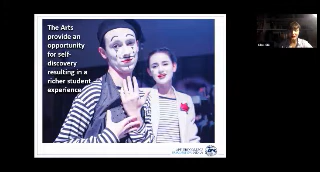 The Arts
provide an
opportunity
for self-
discovery
resulting in a
richer student
experience